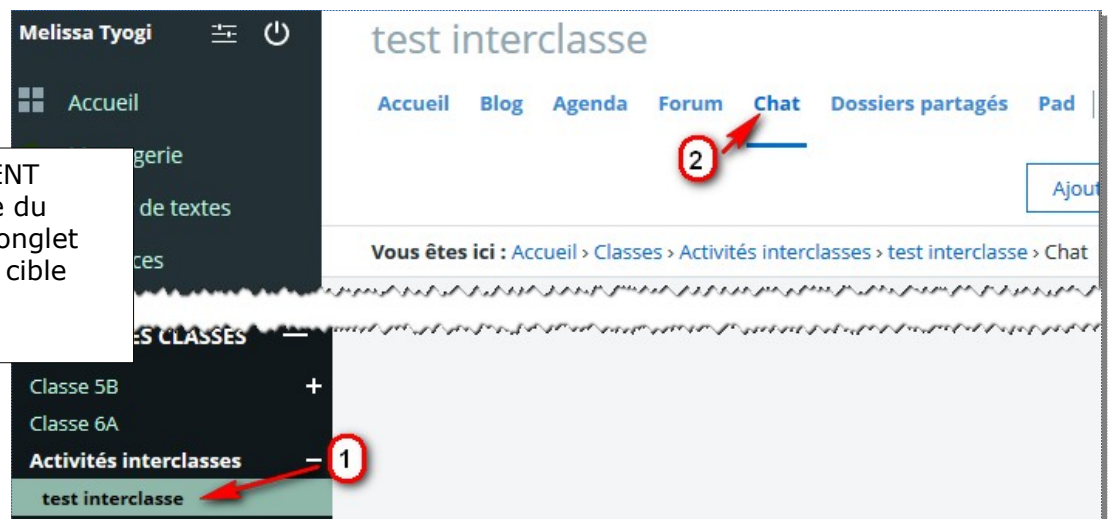 Melissa Tyogi
Accueil
gerie
ENT
e du
onglet
cible
de textes
ces
ES CLASSES
Classe 5B
Classe 6A
Activités interclasses
test interclasse
1
test interclasse
Accueil Blog Agenda Forum Chat Dossiers partagés Pad
2
Ajout
Vous êtes ici : Accueil › Classes › Activités interclasses › test interclasse › Chat